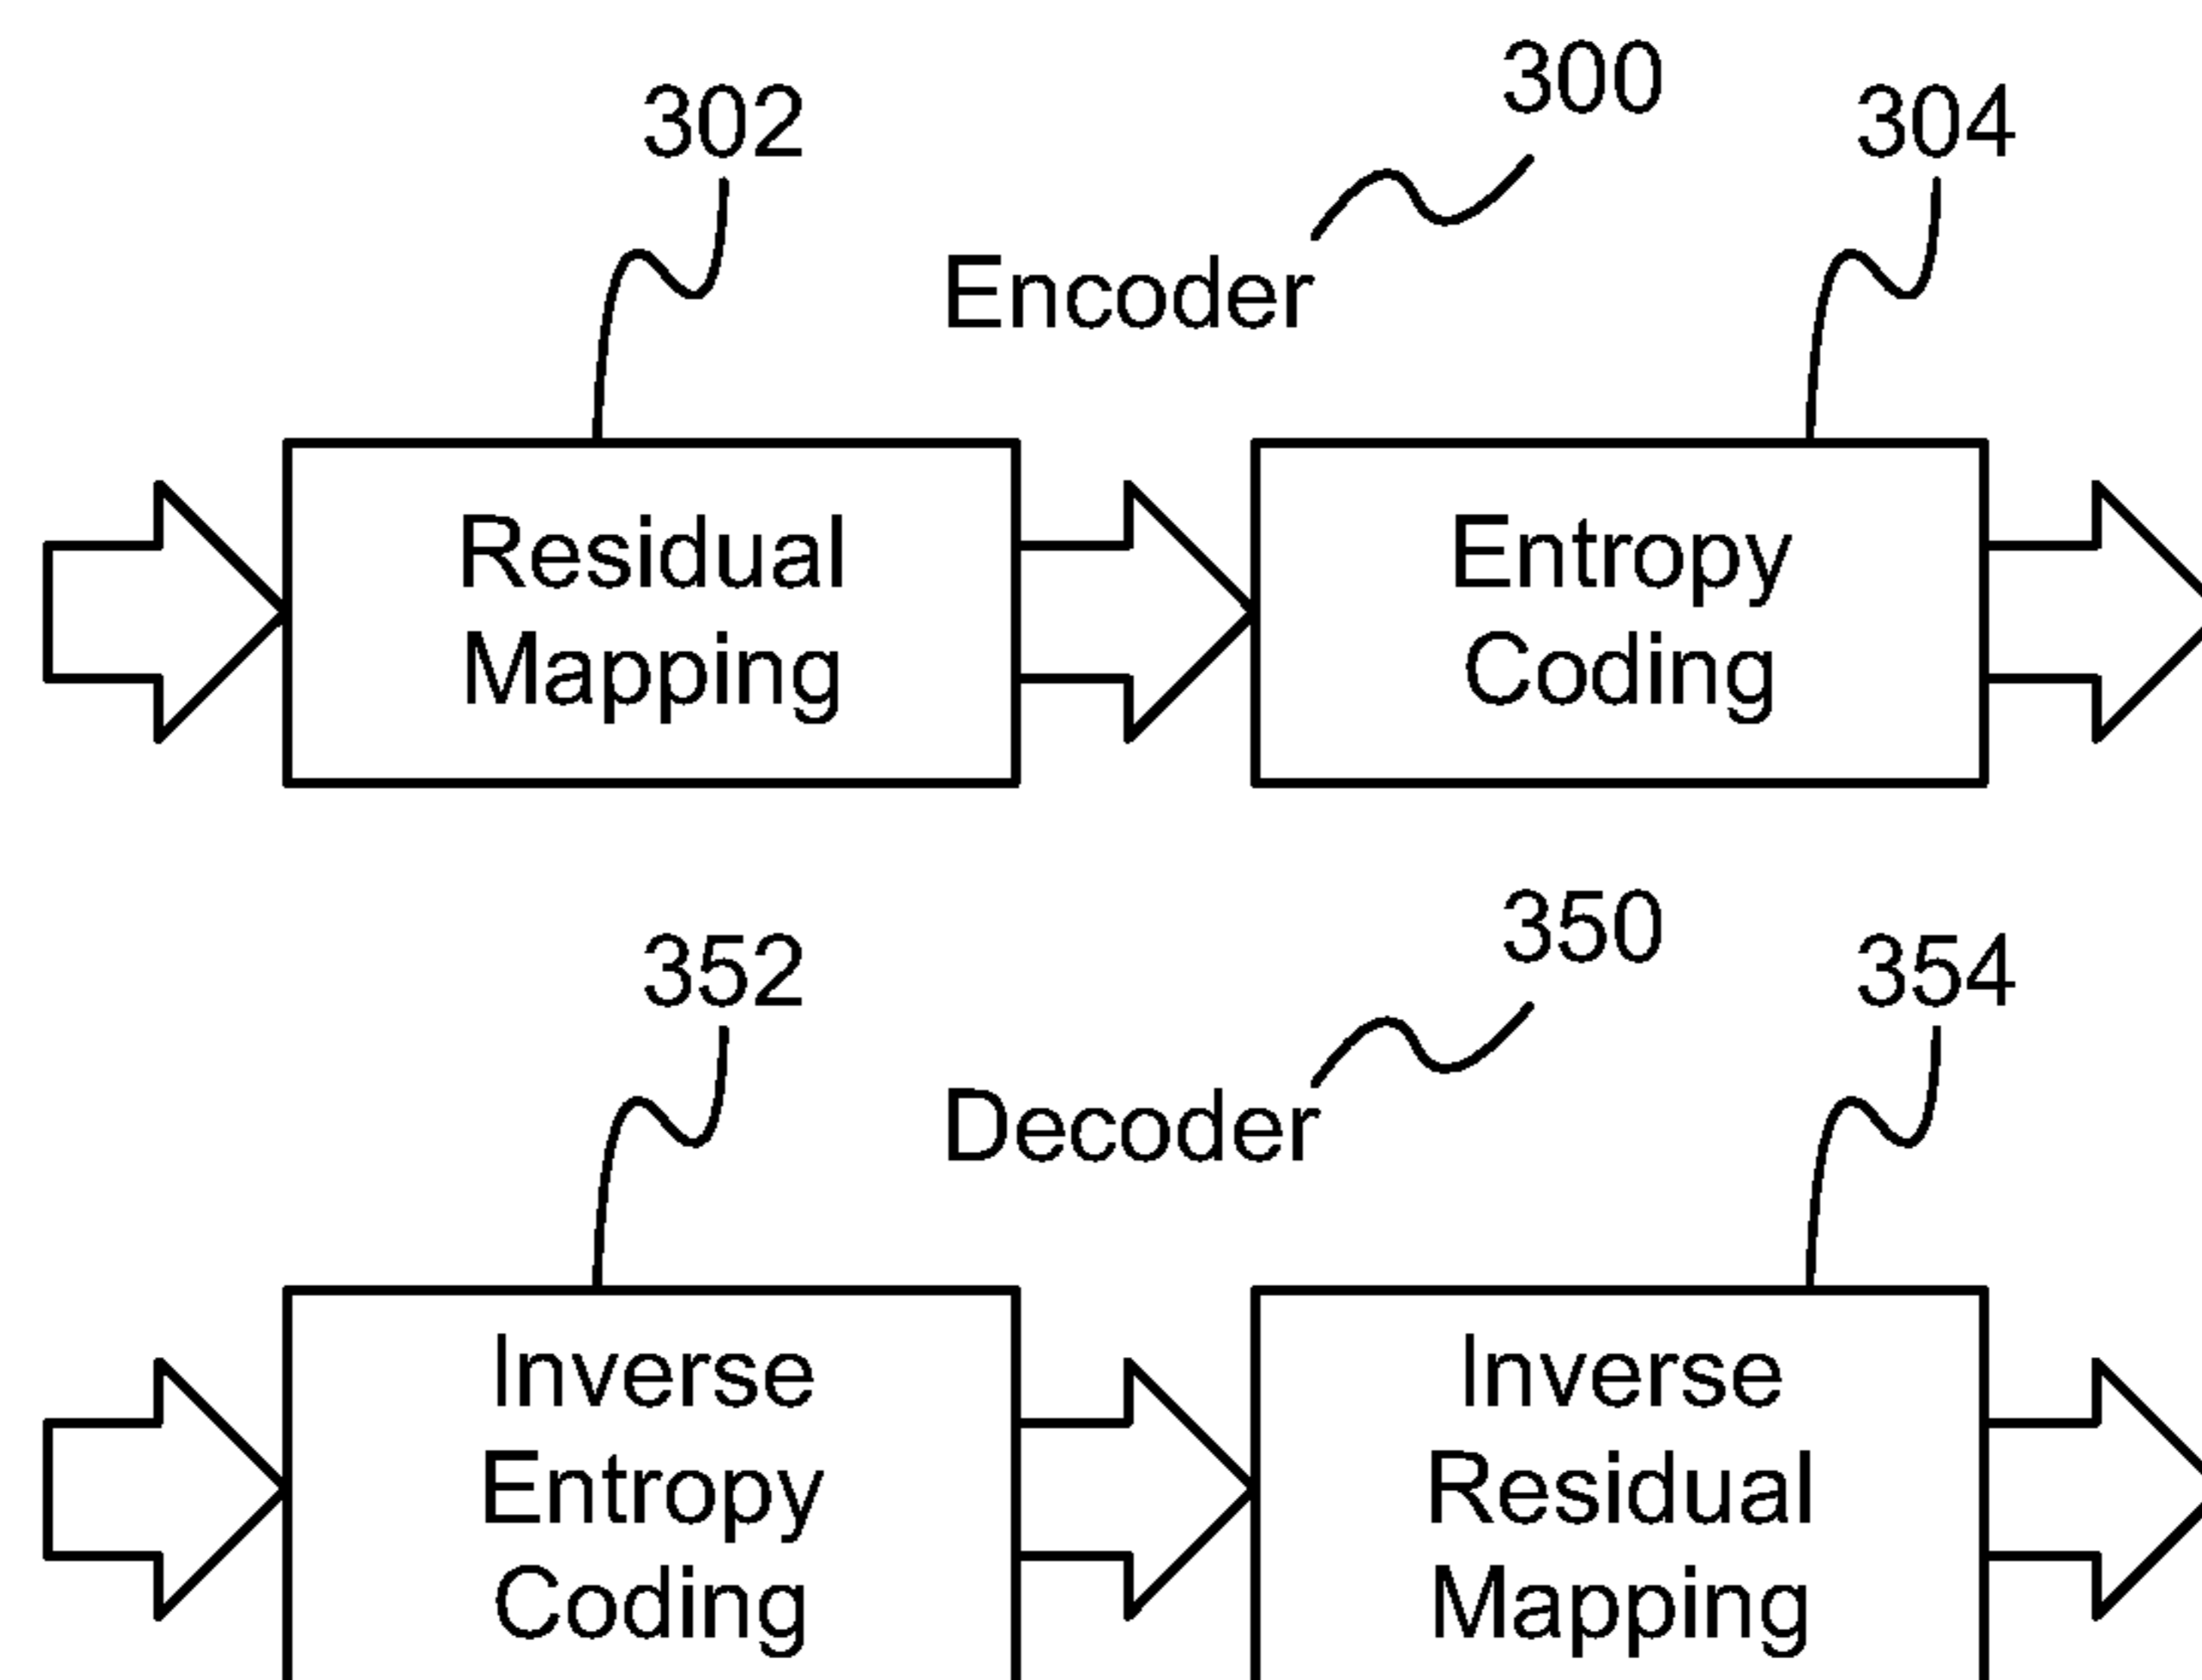 300
302
304
Encoder
Residual
Mapping
Entropy
Coding
350
352
354
Decoder
Inverse
Entropy
Coding
Inverse
Residual
Mapping